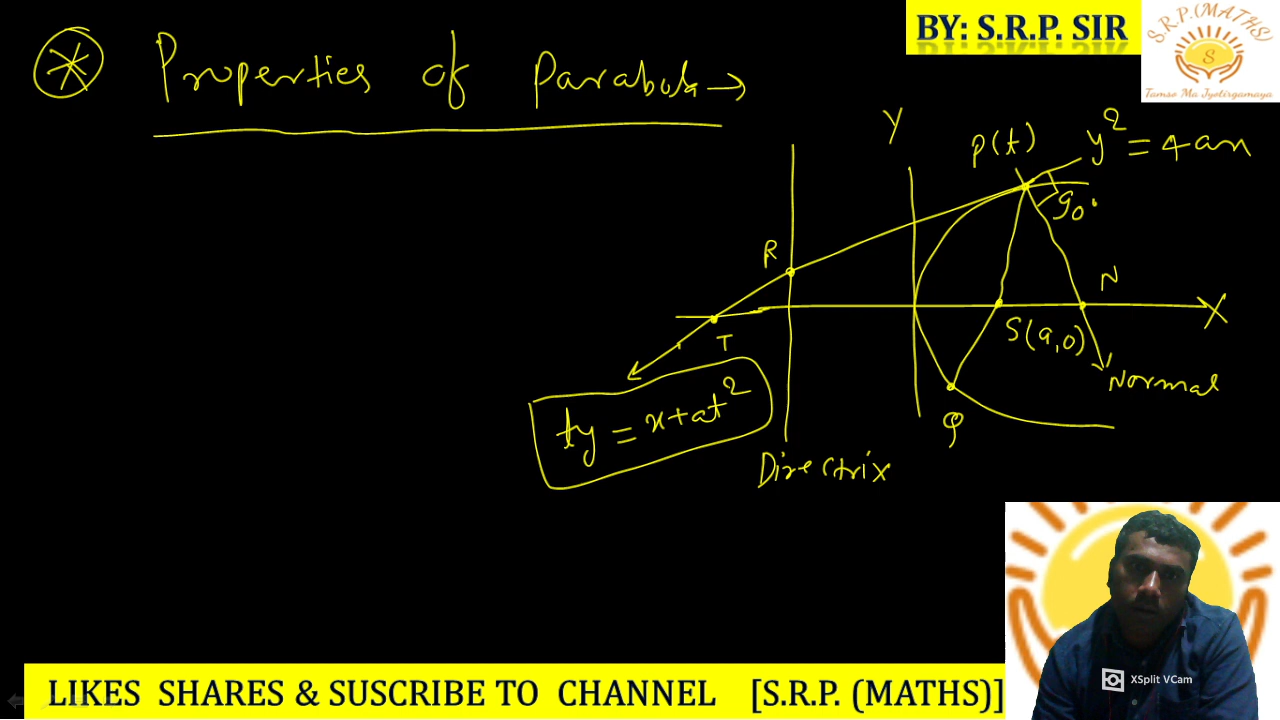 BY: S.R.P. SIR
S.R.P.(MATHS)
S
Tamso Ma Jyotirgamaya
* Properties of Parabola →
Y
P(t)
y² = 4ax
90°
R
N
X
T
S(a,0)
Normal
ty = x+at²
Q
Directrix
XSplit VCam
LIKES SHARES & SUSCRIBE TO CHANNEL [S.R.P. (MATHS)]